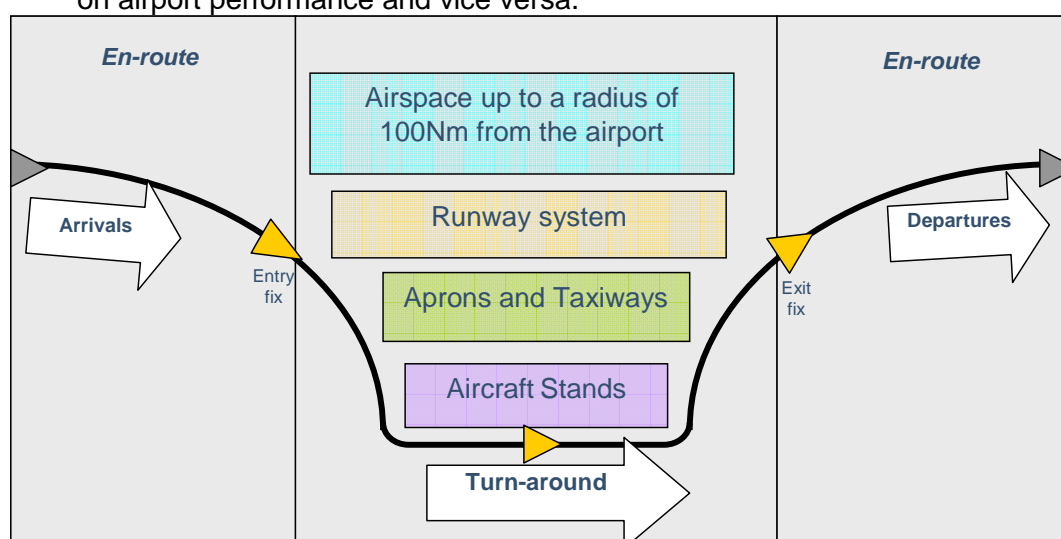 on airport performance and vice versa.
En-route
En-route
Airspace up to a radius of
100Nm from the airport
Runway system
Arrivals
Departures
Entry
fix
Exit
fix
Aprons and Taxiways
Aircraft Stands
Turn-around